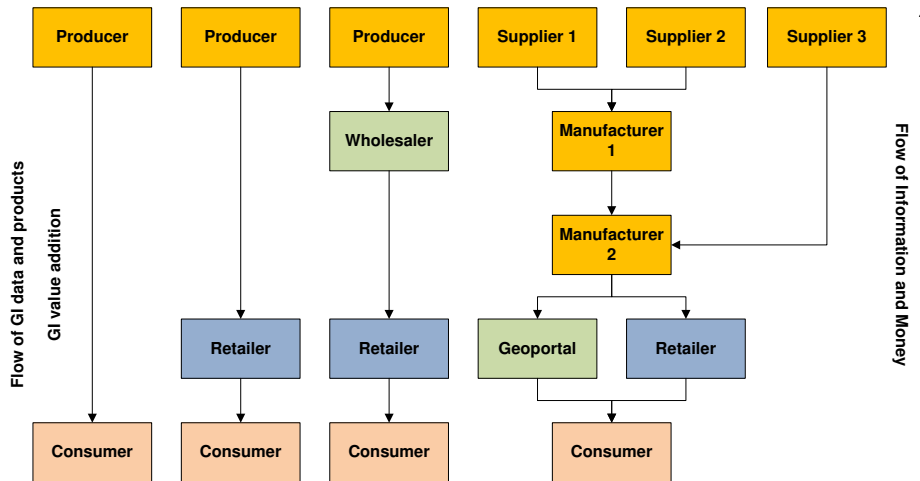 Producer
Producer
Producer
Supplier 1
Supplier 2
Supplier 3
Wholesaler
Manufacturer
1
Manufacturer
2
Flow of GI data and products
GI value addition
Flow of Information and Money
Retailer
Retailer
Geoportal
Retailer
Consumer
Consumer
Consumer
Consumer